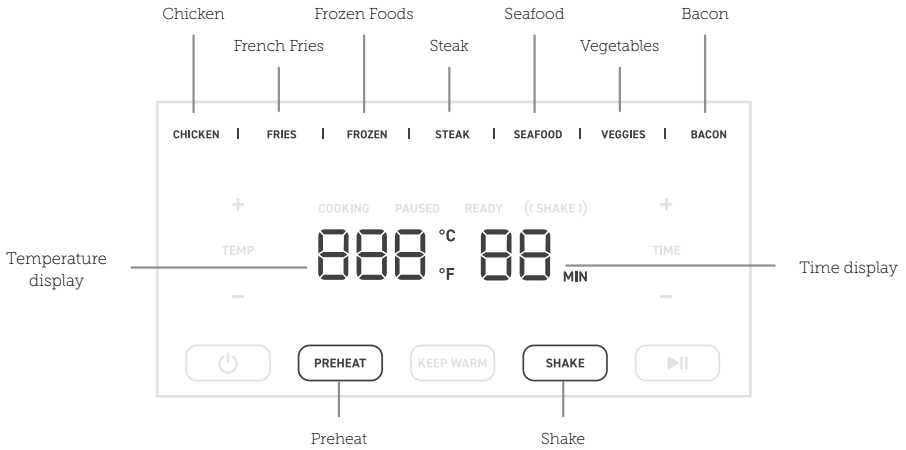 Chicken Frozen Foods Seafood Bacon
French Fries Steak Vegetables
CHICKEN | FRIES | FROZEN | STEAK | SEAFOOD | VEGGIES | BACON
+ COOKING PAUSED READY ((SHAKE)) +
Temperature display
TEMP 888 °C °F 88 MIN TIME
Time display
- -
PREHEAT KEEP WARM SHAKE
Preheat Shake